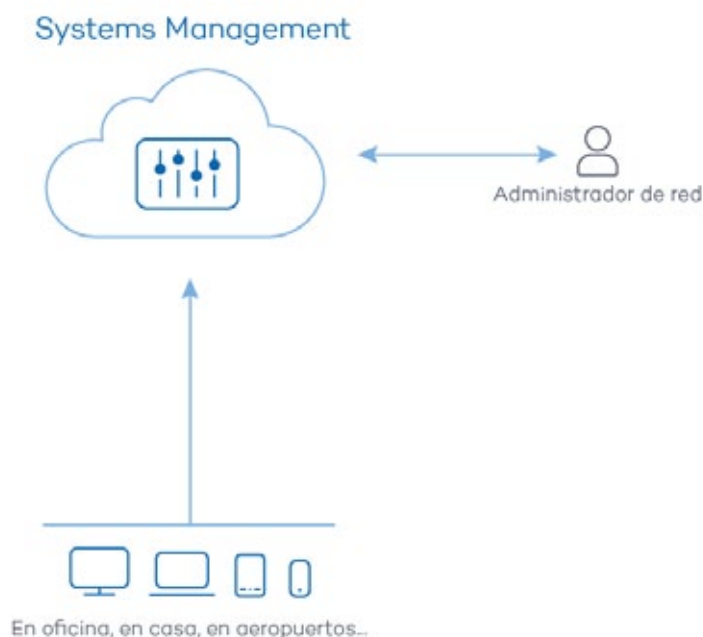 Systems Management
Administrador de red
En oficina, en casa, en aeropuertos...